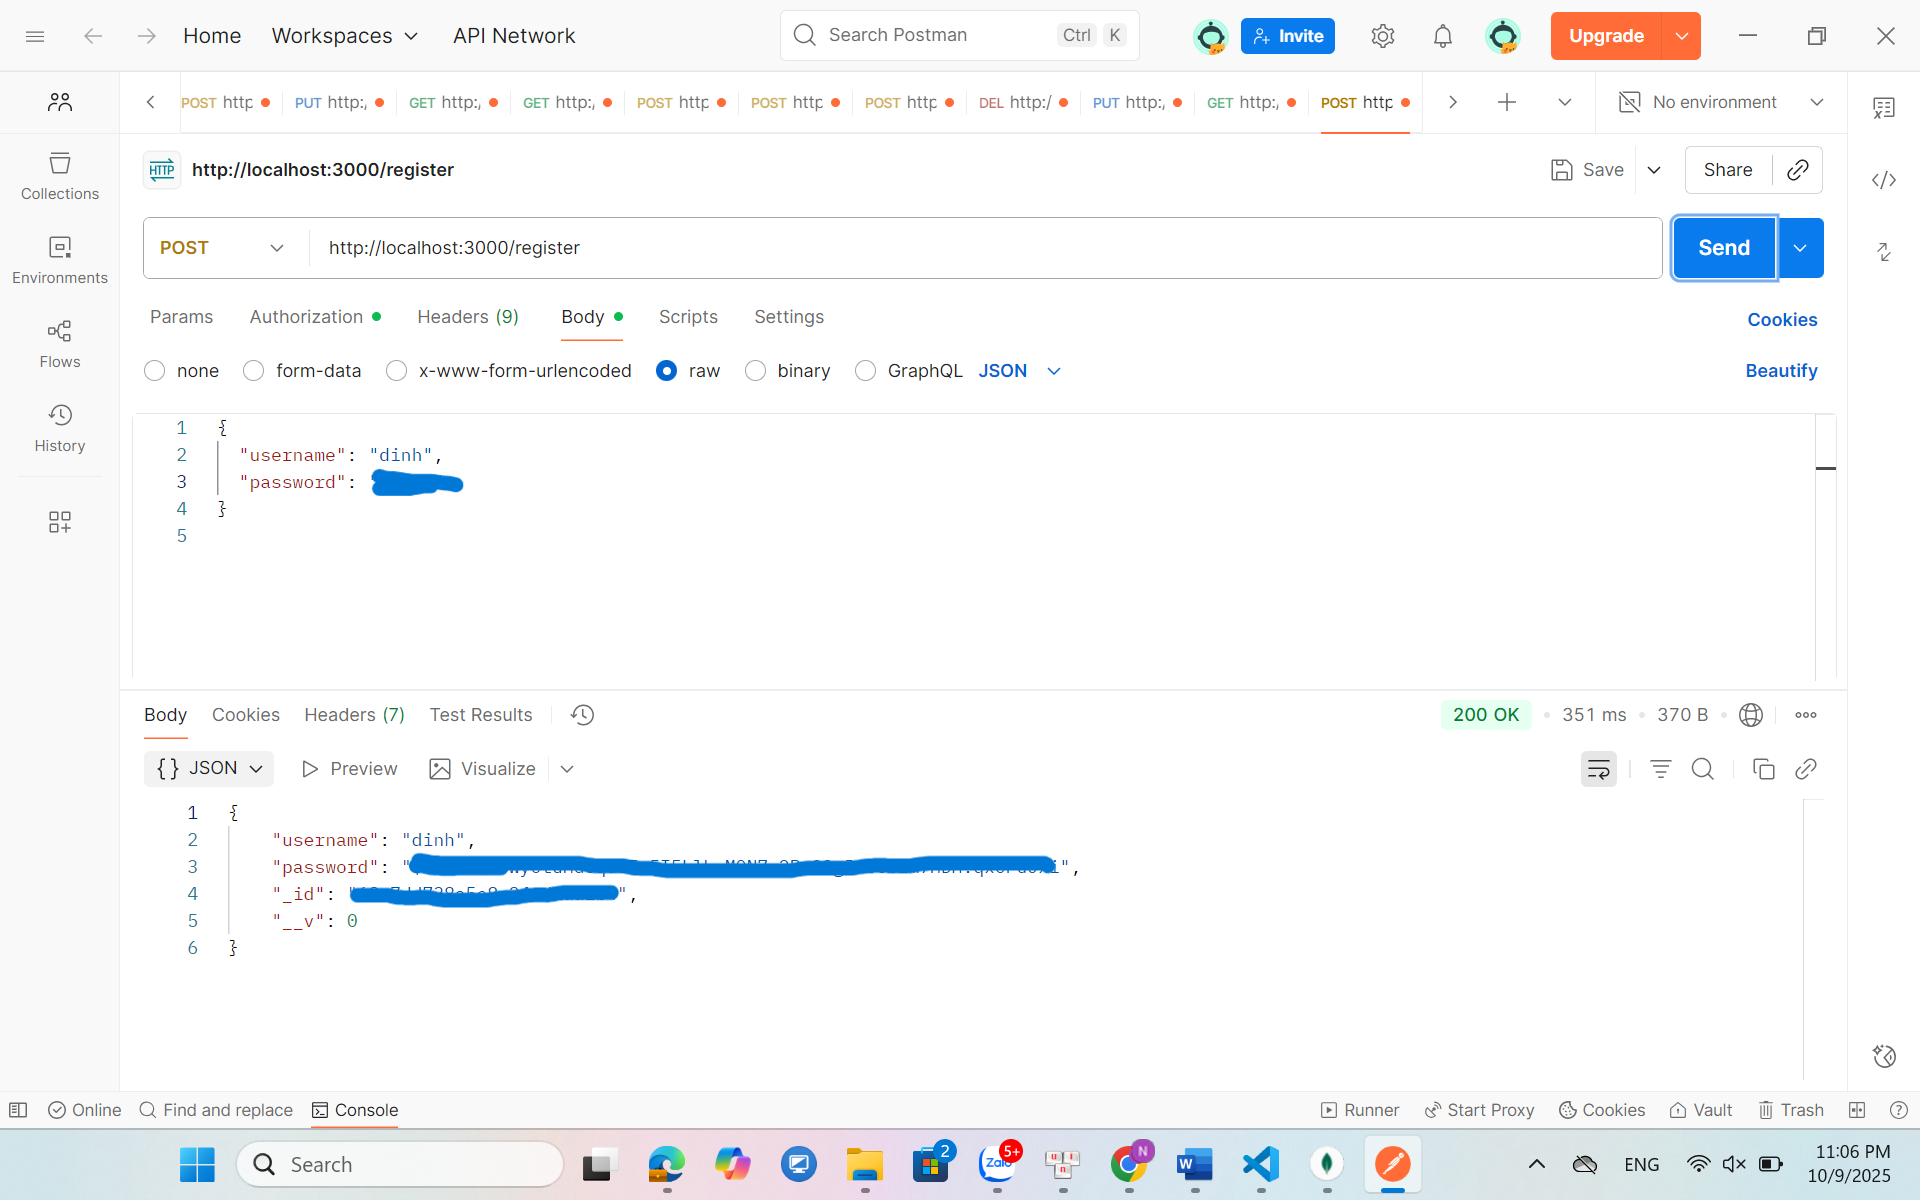 Home Workspaces API Network Search Postman Ctrl K Invite Upgrade
POST http PUT http: GET http: GET http: POST http POST http POST http DEL http:/ PUT http: GET http: POST http No environment
HTTP http://localhost:3000/register Save Share
Collections
POST http://localhost:3000/register Send
Environments
Params Authorization Headers (9) Body Scripts Settings Cookies
Flows
none form-data x-www-form-urlencoded raw binary GraphQL JSON Beautify
History
1 {
2 "username": "dinh",
3 "password":
4 }
5
Body Cookies Headers (7) Test Results 200 OK • 351 ms • 370 B
{} JSON Preview Visualize
1 {
2 "username": "dinh",
3 "password": "",
4 "_id": "",
5 "__v": 0
6 }
Online Find and replace Console Runner Start Proxy Cookies Vault Trash
Search 2 Zalo 5+ u i n N W ENG 11:06 PM
10/9/2025